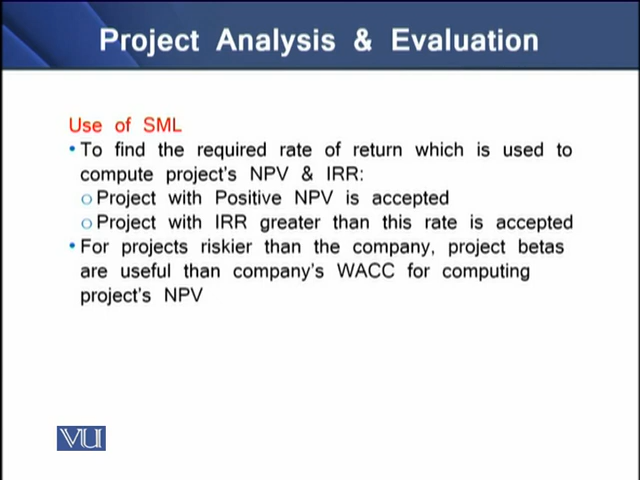 Project Analysis & Evaluation
Use of SML
• To find the required rate of return which is used to
compute project's NPV & IRR:
o Project with Positive NPV is accepted
o Project with IRR greater than this rate is accepted
• For projects riskier than the company, project betas
are useful than company's WACC for computing
project's NPV
VU